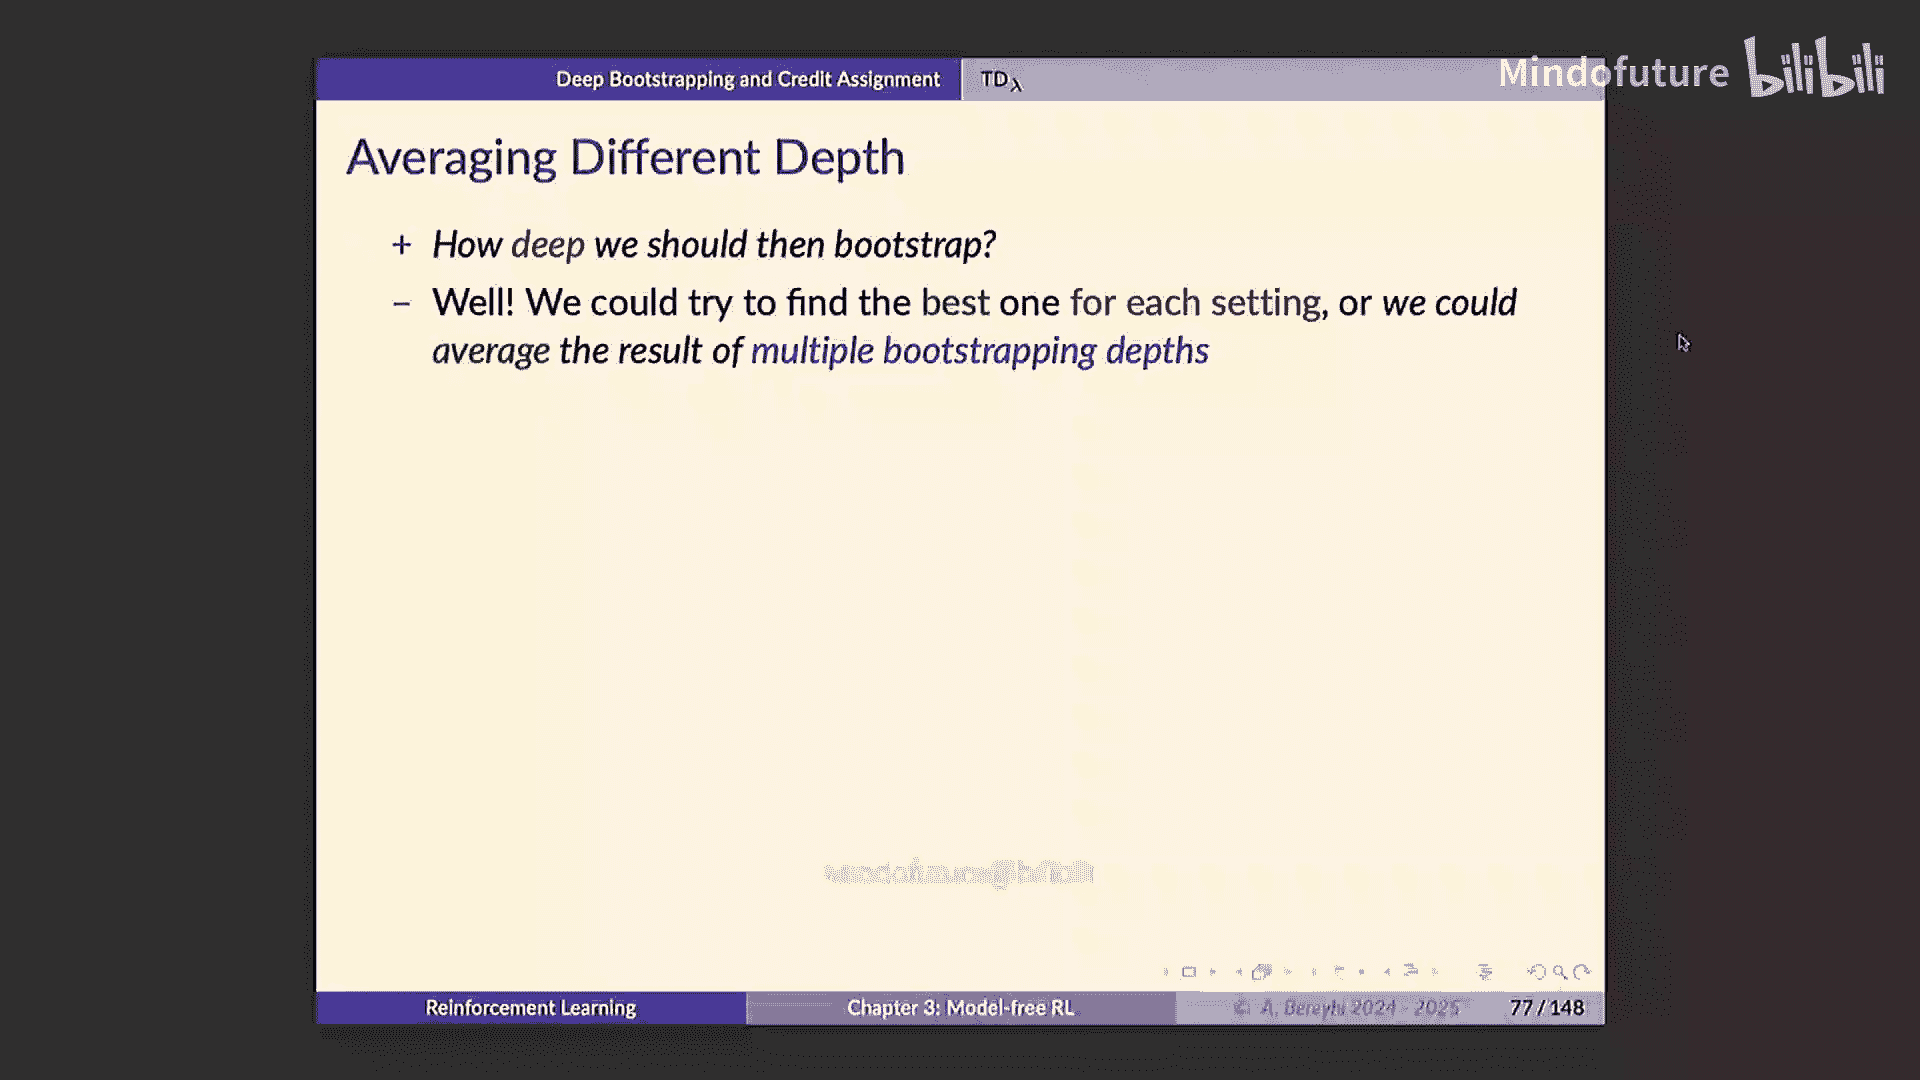 Deep Bootstrapping and Credit Assignment
TDλ
Mindofuture bilibili
Averaging Different Depth
+ How deep we should then bootstrap?
– Well! We could try to find the best one for each setting, or we could
average the result of multiple bootstrapping depths
Reinforcement Learning
Chapter 3: Model-free RL
© A. Bereyhi 2024 - 2025
77 / 148